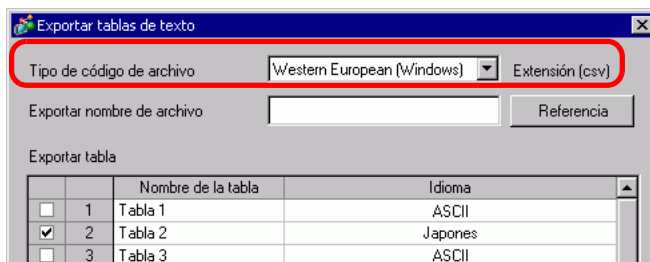 Exportar tablas de texto
Tipo de código de archivo Western European (Windows) Extensión (csv)
Exportar nombre de archivo Referencia
Exportar tabla
Nombre de la tabla Idioma
1 Tabla 1 ASCII
2 Tabla 2 Japones
3 Tabla 3 ASCII